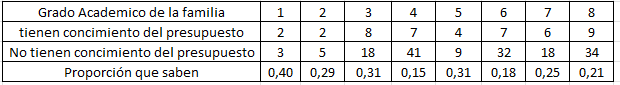 Grado Academico de la familia 1 2 3 4 5 6 7 8
tienen concimiento del presupuesto 2 2 8 7 4 7 6 9
No tienen concimiento del presupuesto 3 5 18 41 9 32 18 34
Proporción que saben 0,40 0,29 0,31 0,15 0,31 0,18 0,25 0,21